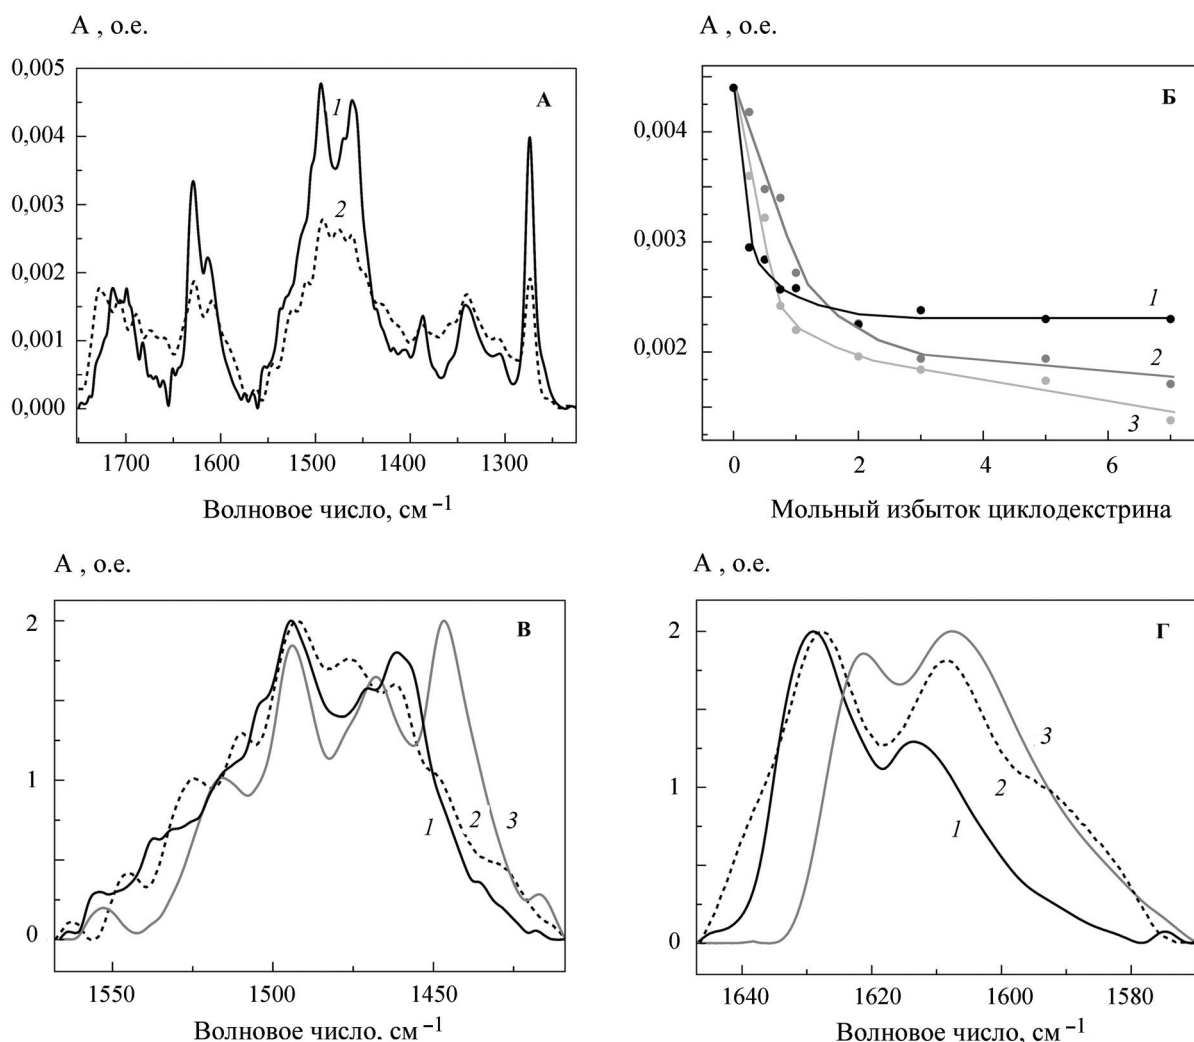 А , о.е.
0,005
0,004
0,003
0,002
0,001
0,000
А
1
2
1700 1600 1500 1400 1300
Волновое число, см –1
А , о.е.
0,004
0,003
0,002
Б
1
2
3
0 2 4 6
Мольный избыток циклодекстрина
А , о.е.
2
1
0
В
1 2 3
1550 1500 1450
Волновое число, см –1
А , о.е.
2
1
0
Г
3
2
1
1640 1620 1600 1580
Волновое число, см –1